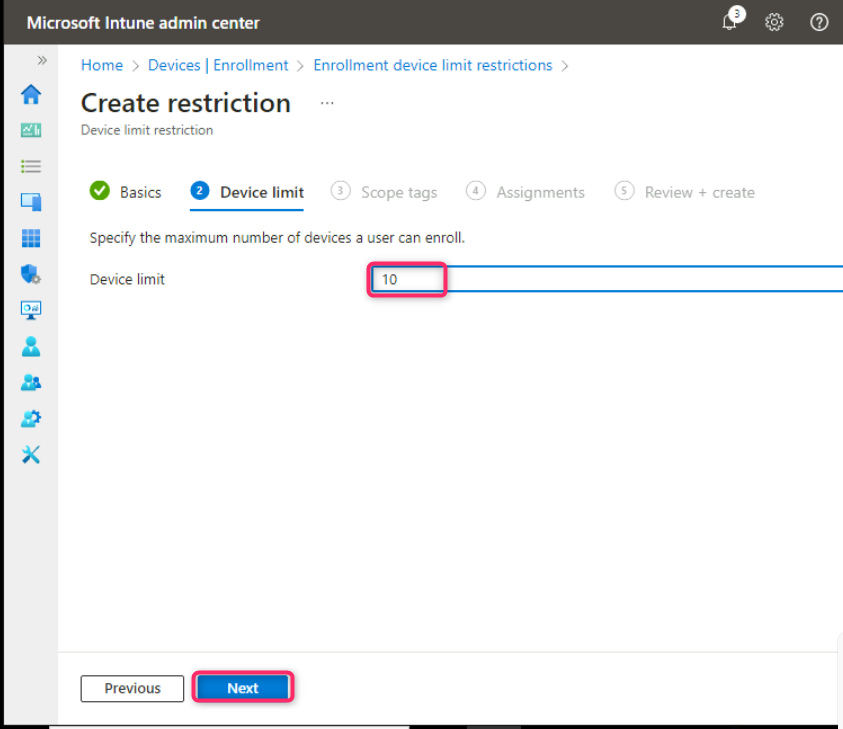 Microsoft Intune admin center
3
»
Home > Devices | Enrollment > Enrollment device limit restrictions >
Create restriction ...
Device limit restriction
Basics 2 Device limit 3 Scope tags 4 Assignments 5 Review + create
Specify the maximum number of devices a user can enroll.
Device limit 10
Previous Next